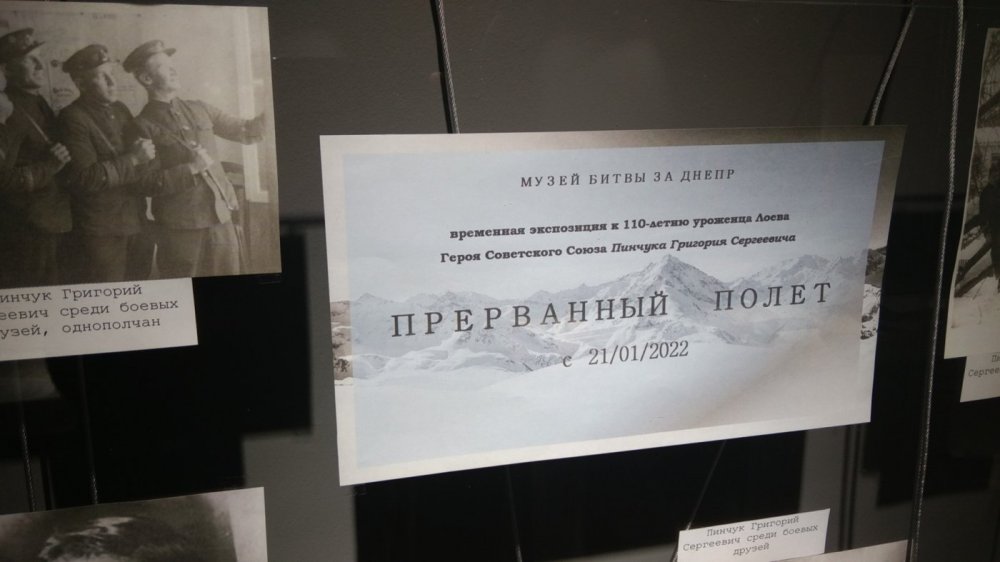 МУЗЕЙ БИТВЫ ЗА ДНЕПР
временная экспозиция к 110-летию уроженца Лоева
Героя Советского Союза Пинчука Григория Сергеевича
ПРЕРВАННЫЙ ПОЛЕТ
с 21/01/2022
инчук Григорий
геевич среди боевых
рузей, однополчан
Пинчук Григорий
Сергеевич среди боевых
друзей